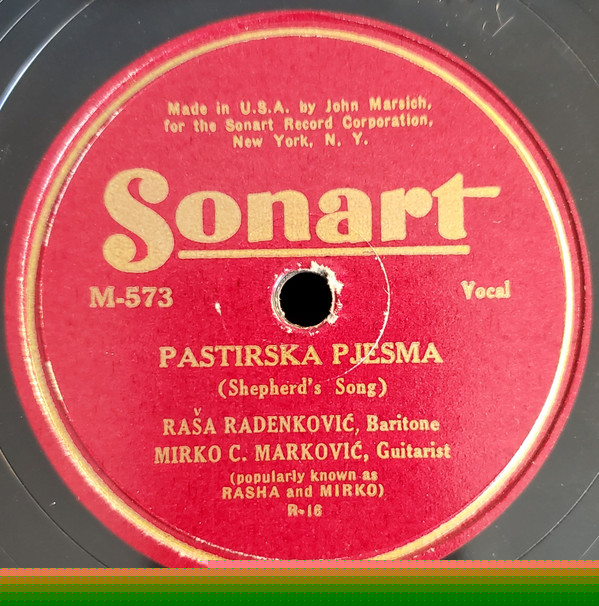 Made in U.S.A. by John Marsich,
for the Sonart Record Corporation,
New York, N. Y.
Sonart
M-573
Vocal
PASTIRSKA PJESMA
(Shepherd's Song)
RAŠA RADENKOVIĆ, Baritone
MIRKO C. MARKOVIĆ, Guitarist
(popularly known as
RASHA and MIRKO)
R-16